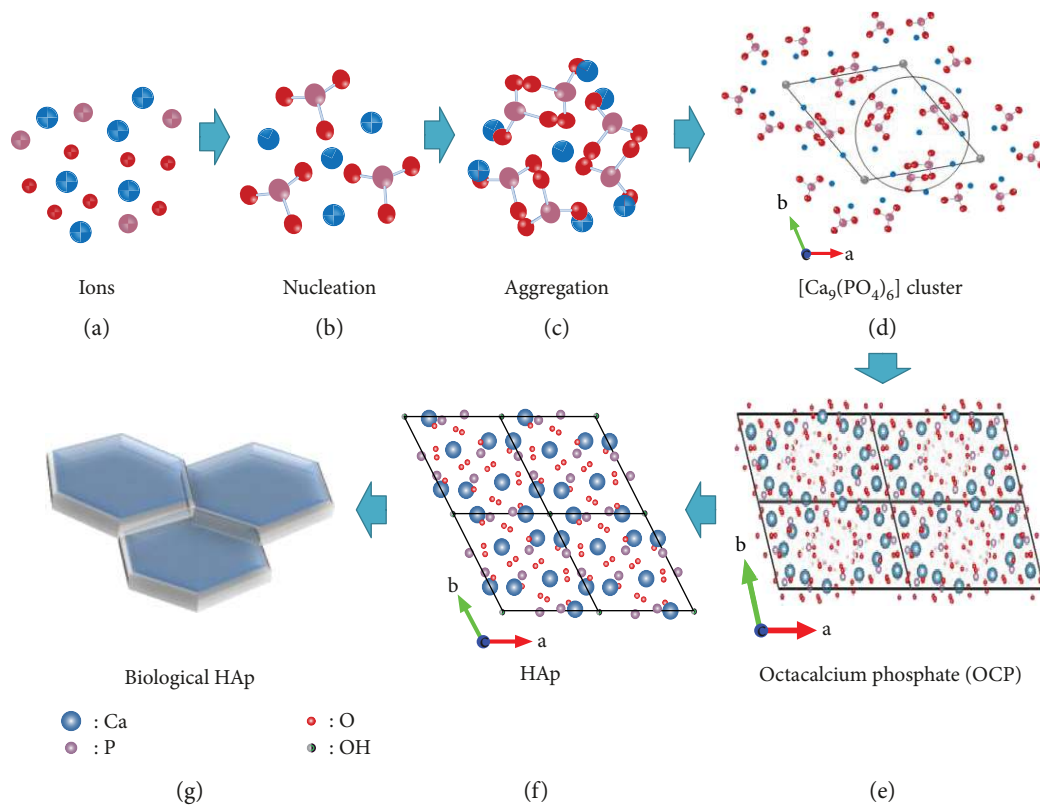 Ions
(a)
Nucleation
(b)
Aggregation
(c)
b
c
a
[Ca₉(PO₄)₆] cluster
(d)
b
c
a
Octacalcium phosphate (OCP)
(e)
b
c
a
HAp
(f)
Biological HAp
: Ca
: P
: O
: OH
(g)